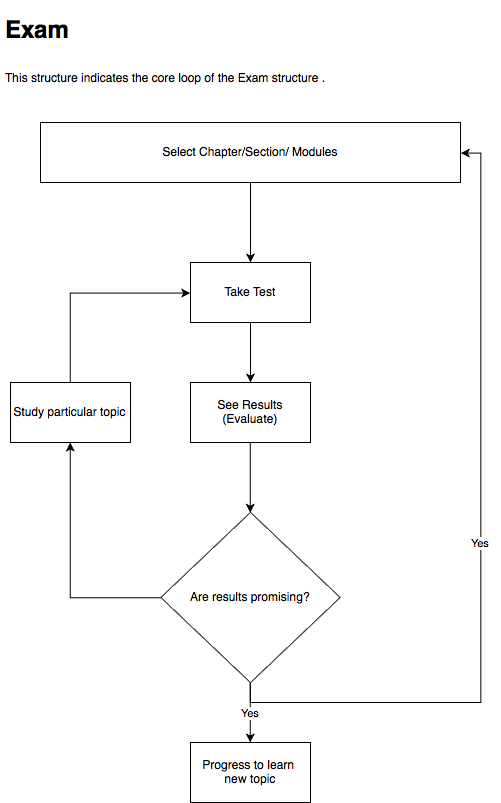 Exam
This structure indicates the core loop of the Exam structure .
Select Chapter/Section/ Modules
Take Test
Study particular topic
See Results
(Evaluate)
Yes
Are results promising?
Yes
Progress to learn
new topic